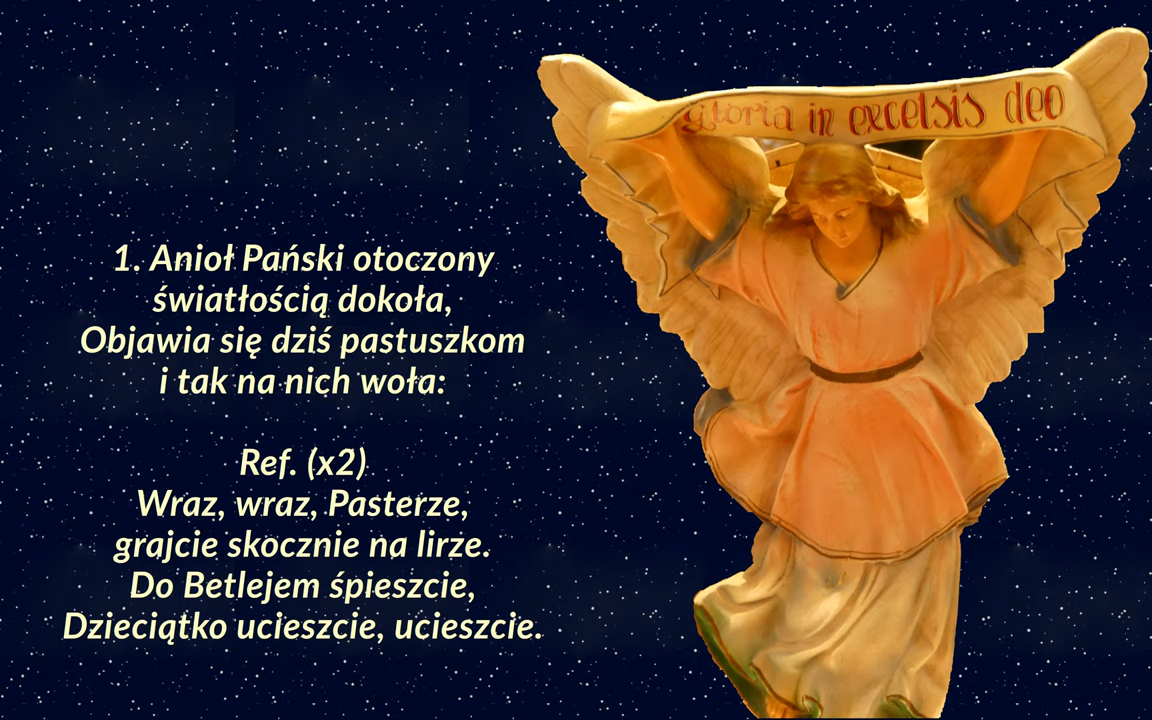 gloria in excelsis deo
1. Anioł Pański otoczony
światłością dokoła,
Objawia się dziś pastuszkom
i tak na nich woła:
Ref. (x2)
Wraz, wraz, Pasterze,
grajcie skocznie na lirze.
Do Betlejem śpieszcie,
Dzieciątko ucieszcie, ucieszcie.